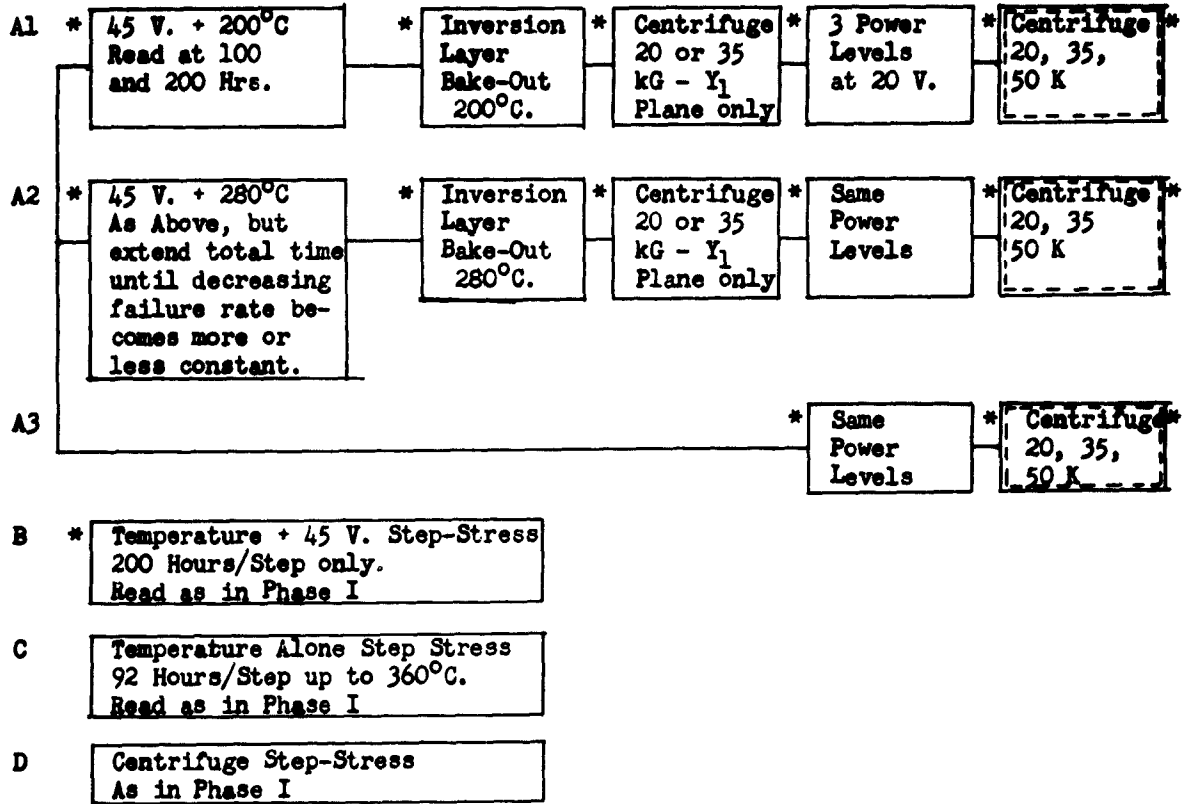 A1 * 45 V. + 200°C
Read at 100
and 200 Hrs.
* Inversion
Layer
Bake-Out
200°C.
* Centrifuge
20 or 35
kG - Y1
Plane only
* 3 Power
Levels
at 20 V.
* Centrifuge *
20, 35,
50 K
A2 * 45 V. + 280°C
As Above, but
extend total time
until decreasing
failure rate be-
comes more or
less constant.
* Inversion
Layer
Bake-Out
280°C.
* Centrifuge
20 or 35
kG - Y1
Plane only
* Same
Power
Levels
* Centrifuge *
20, 35
50 K
A3
* Same
Power
Levels
* Centrifuge *
20, 35,
50 K
B * Temperature + 45 V. Step-Stress
200 Hours/Step only.
Read as in Phase I
C Temperature Alone Step Stress
92 Hours/Step up to 360°C.
Read as in Phase I
D Centrifuge Step-Stress
As in Phase I